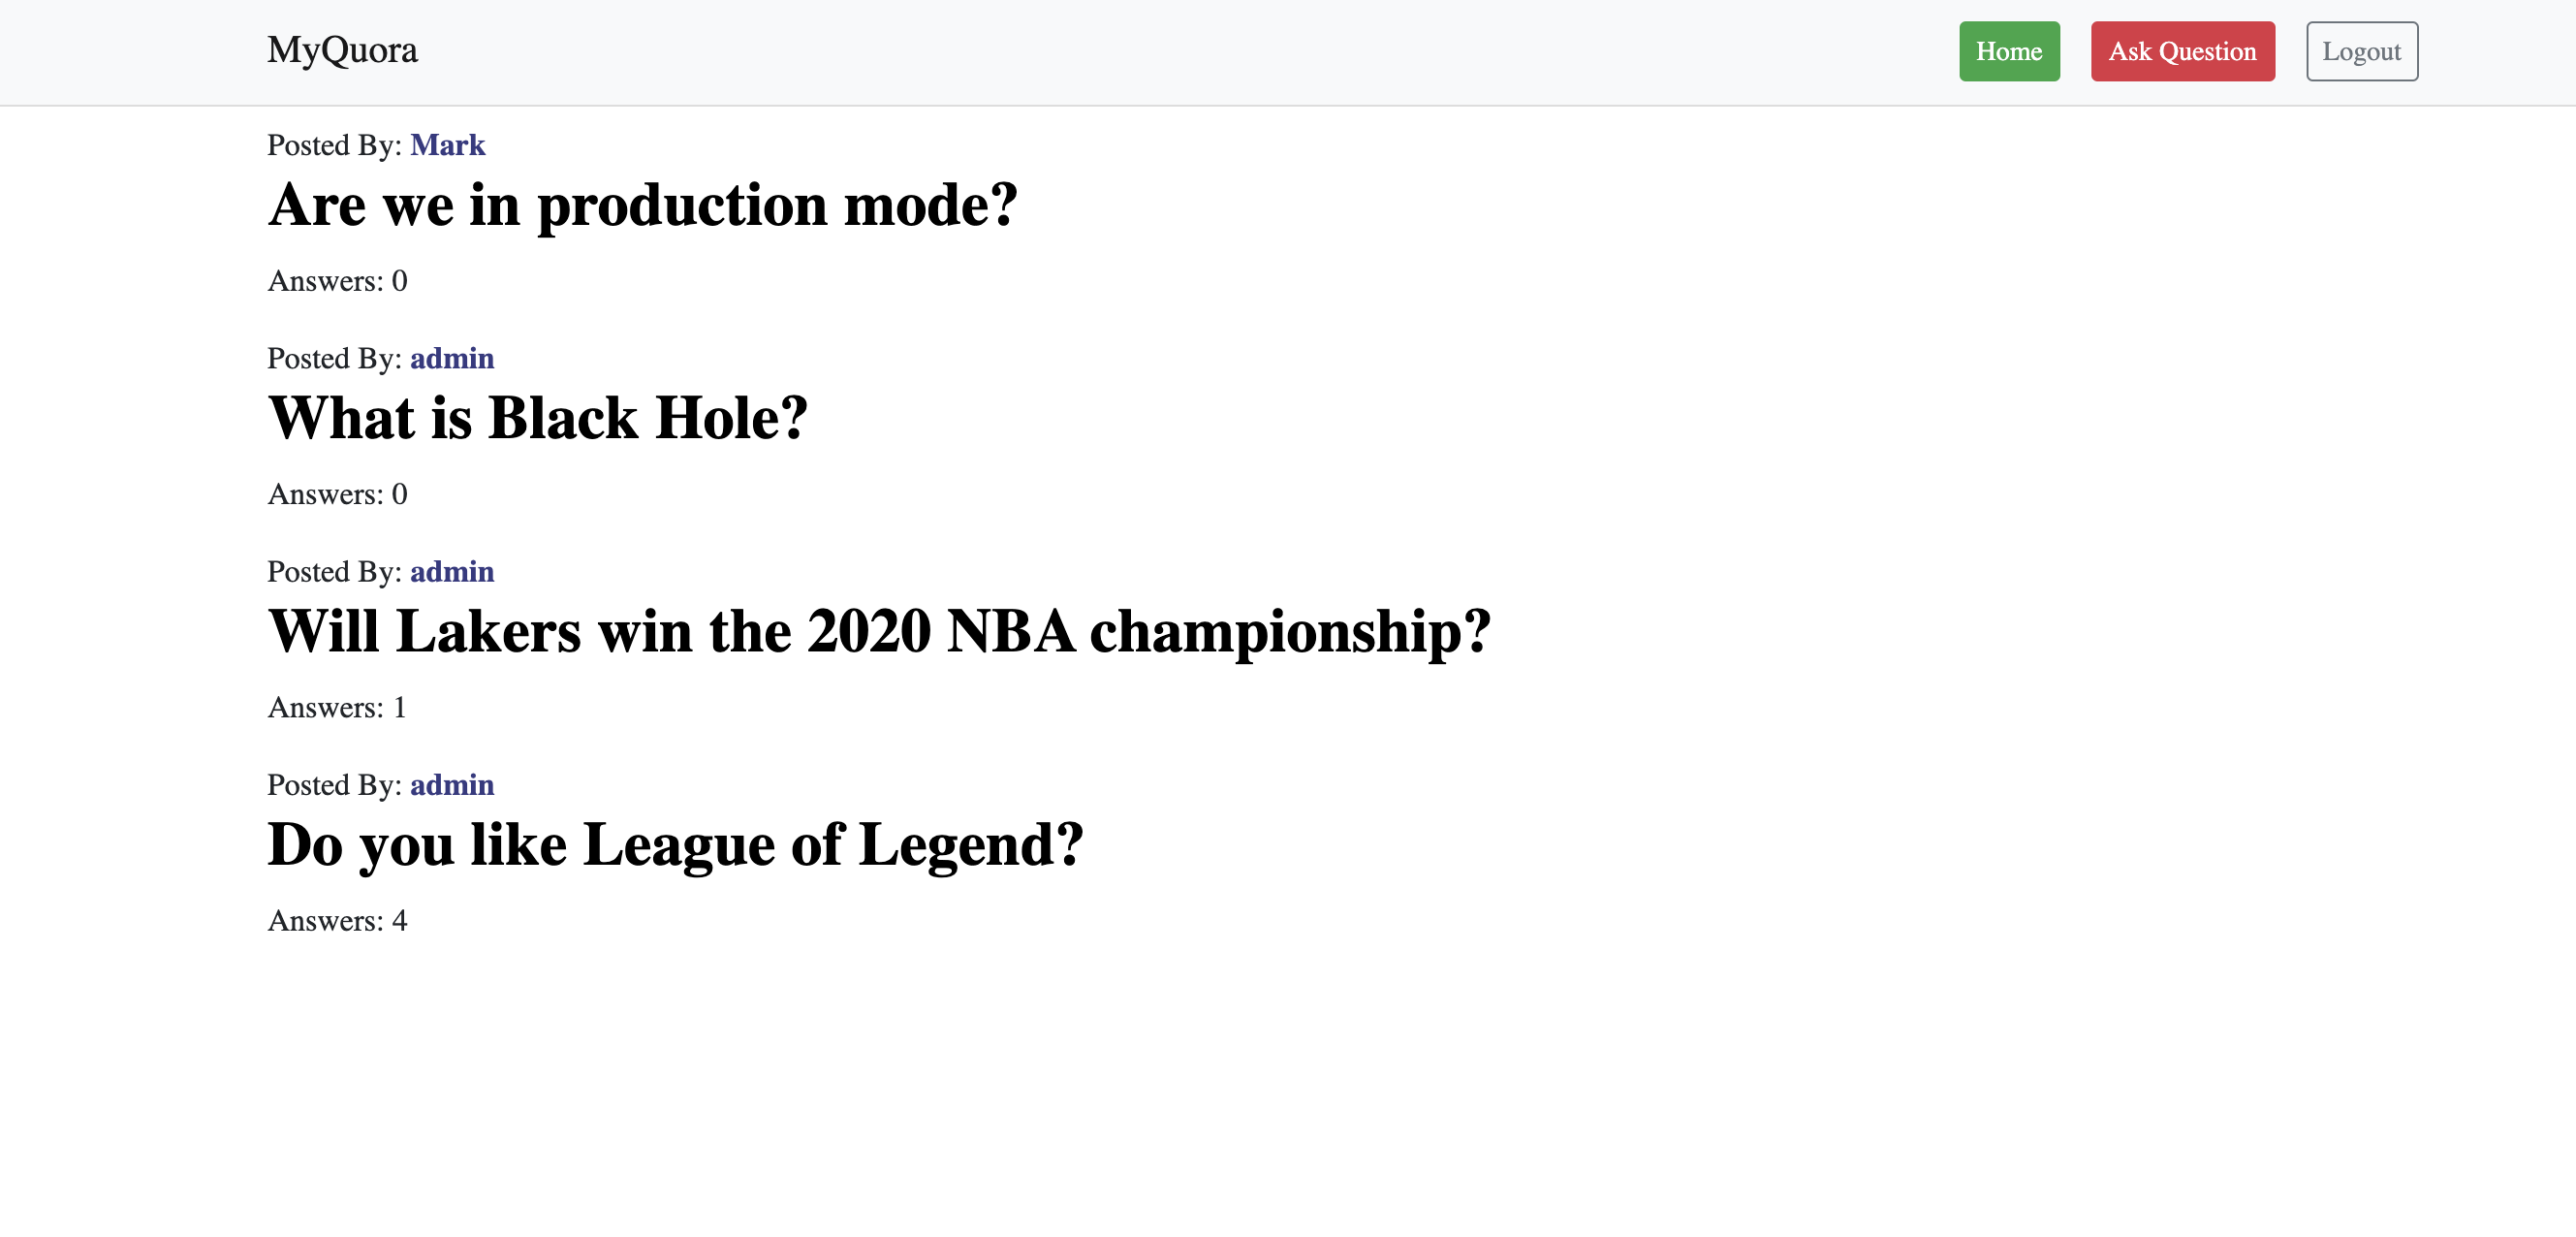 MyQuora
Home
Ask Question
Logout
Posted By: Mark
Are we in production mode?
Answers: 0
Posted By: admin
What is Black Hole?
Answers: 0
Posted By: admin
Will Lakers win the 2020 NBA championship?
Answers: 1
Posted By: admin
Do you like League of Legend?
Answers: 4